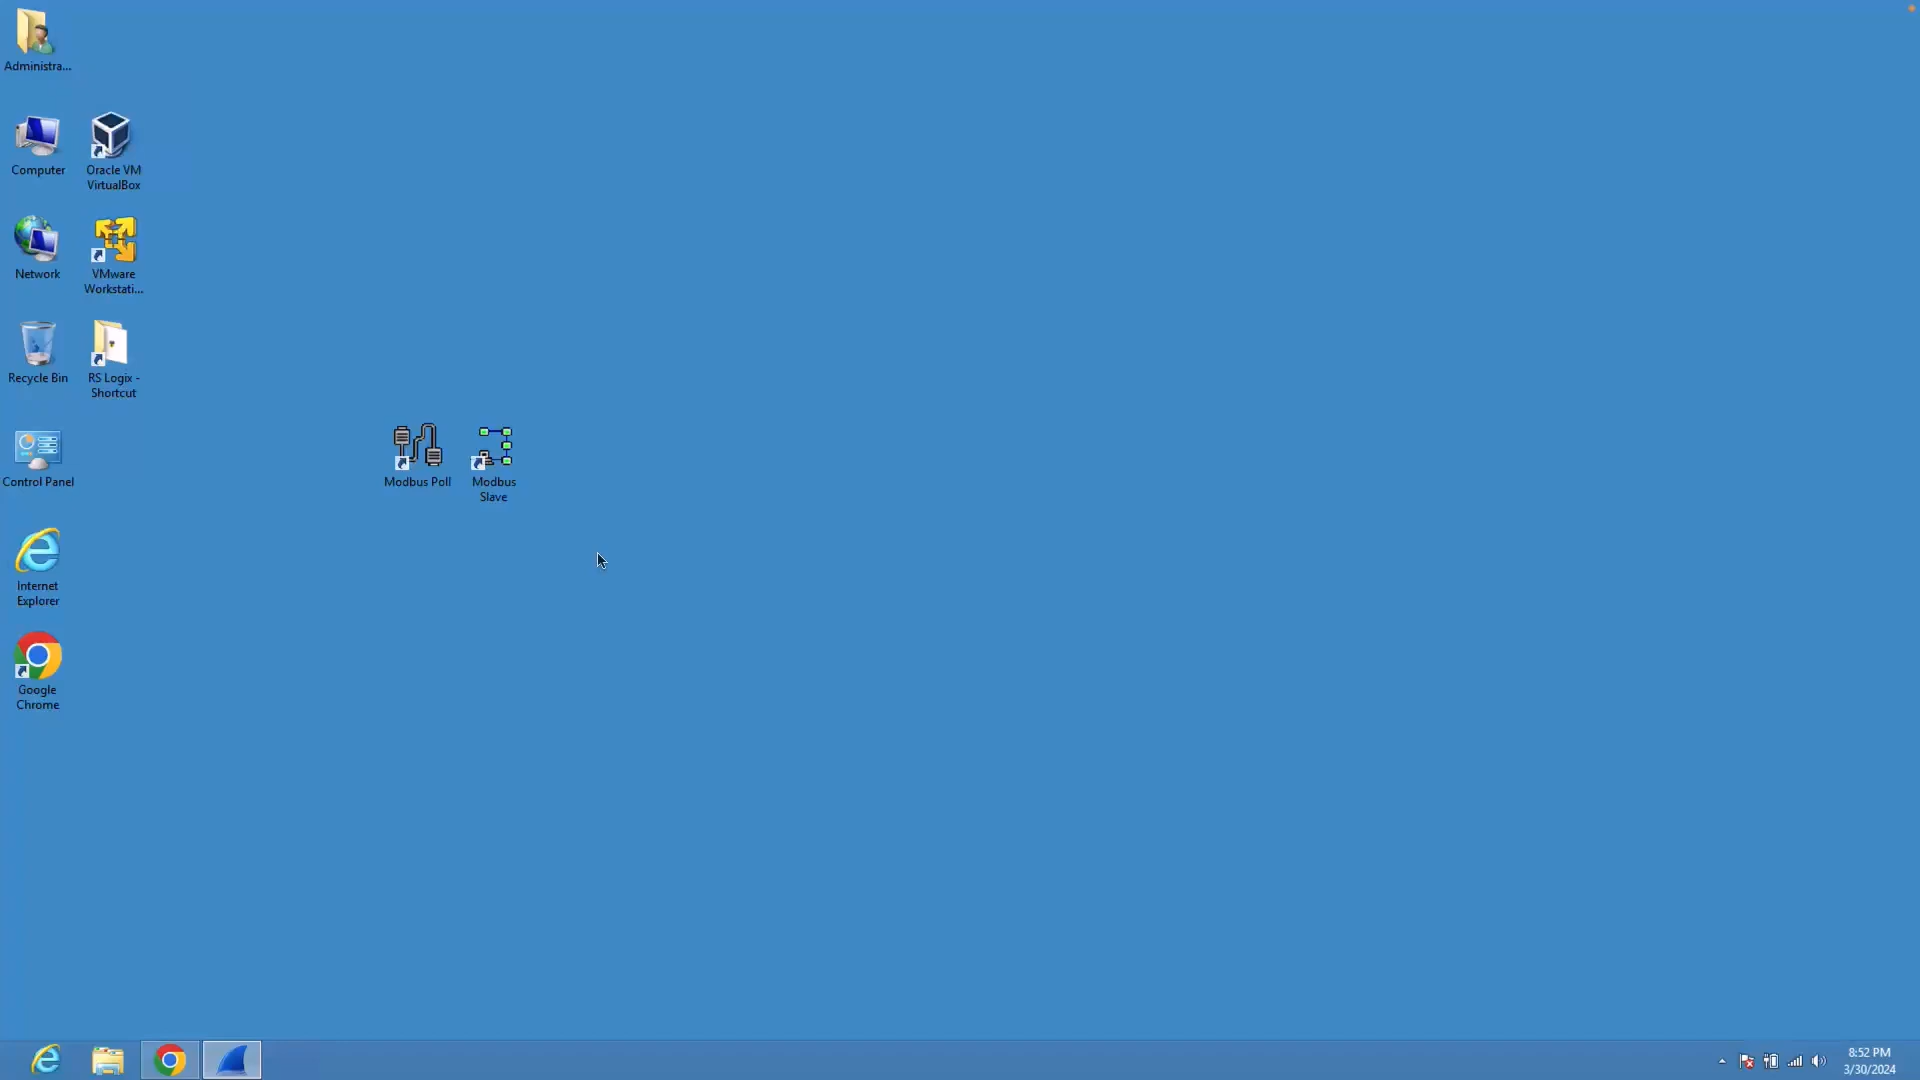 Administra...
Computer
Oracle VM
VirtualBox
Network
VMware
Workstati...
Recycle Bin
RS Logix -
Shortcut
Control Panel
Modbus Poll
Modbus
Slave
Internet
Explorer
Google
Chrome
8:52 PM
3/30/2024